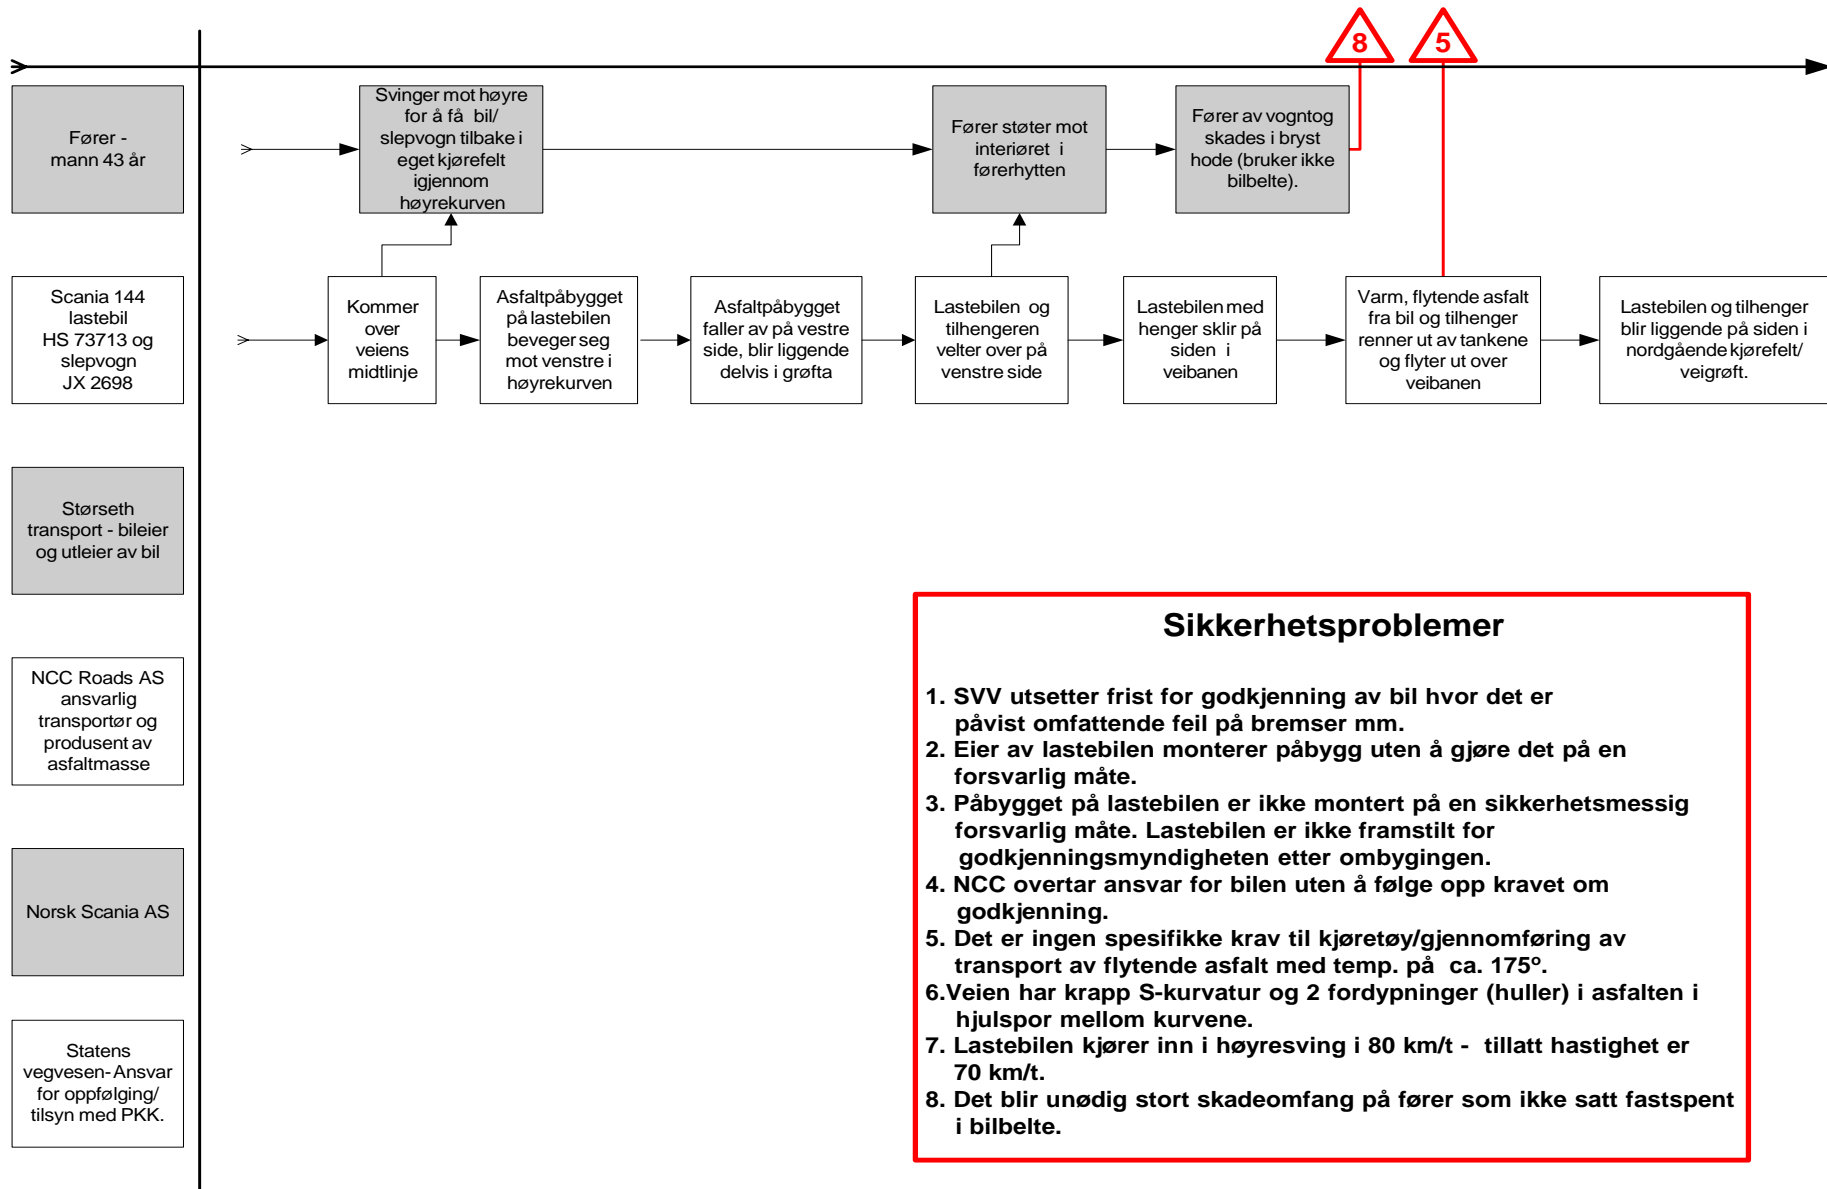 8
5
Fører -
mann 43 år
Svinger mot høyre
for å få bil/
slepvogn tilbake i
eget kjørefelt
igjennom
høyrekurven
Fører støter mot
interiøret i
førerhytten
Fører av vogntog
skades i bryst
hode (bruker ikke
bilbelte).
Scania 144
lastebil
HS 73713 og
slepvogn
JX 2698
Kommer
over
veiens
midtlinje
Asfaltpåbygget
på lastebilen
beveger seg
mot venstre i
høyrekurven
Asfaltpåbygget
faller av på vestre
side, blir liggende
delvis i grøfta
Lastebilen og
tilhengeren
velter over på
venstre side
Lastebilen med
henger sklir på
siden i
veibanen
Varm, flytende asfalt
fra bil og tilhenger
renner ut av tankene
og flyter ut over
veibanen
Lastebilen og tilhenger
blir liggende på siden i
nordgående kjørefelt/
veigrøft.
Størseth
transport - bileier
og utleier av bil
NCC Roads AS
ansvarlig
transportør og
produsent av
asfaltmasse
Norsk Scania AS
Statens
vegvesen- Ansvar
for oppfølging/
tilsyn med PKK.
Sikkerhetsproblemer
1. SVV utsetter frist for godkjenning av bil hvor det er
påvist omfattende feil på bremser mm.
2. Eier av lastebilen monterer påbygg uten å gjøre det på en
forsvarlig måte.
3. Påbygget på lastebilen er ikke montert på en sikkerhetsmessig
forsvarlig måte. Lastebilen er ikke framstilt for
godkjenningsmyndigheten etter ombygingen.
4. NCC overtar ansvar for bilen uten å følge opp kravet om
godkjenning.
5. Det er ingen spesifikke krav til kjøretøy/gjennomføring av
transport av flytende asfalt med temp. på ca. 175º.
6.Veien har krapp S-kurvatur og 2 fordypninger (huller) i asfalten i
hjulspor mellom kurvene.
7. Lastebilen kjører inn i høyresving i 80 km/t - tillatt hastighet er
70 km/t.
8. Det blir unødig stort skadeomfang på fører som ikke satt fastspent
i bilbelte.